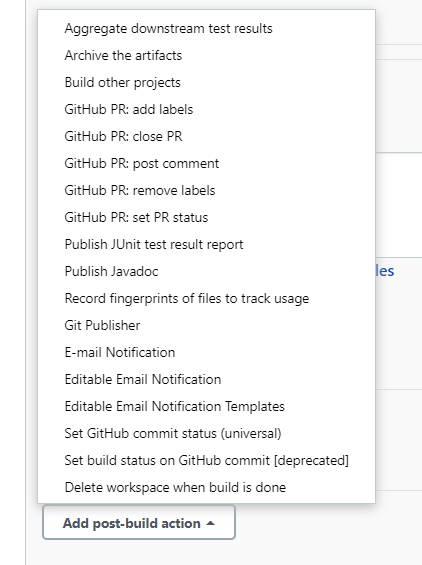 Aggregate downstream test results
Archive the artifacts
Build other projects
GitHub PR: add labels
GitHub PR: close PR
GitHub PR: post comment
GitHub PR: remove labels
GitHub PR: set PR status
Publish JUnit test result report
Publish Javadoc
les
Record fingerprints of files to track usage
Git Publisher
E-mail Notification
Editable Email Notification
Editable Email Notification Templates
Set GitHub commit status (universal)
Set build status on GitHub commit [deprecated]
Delete workspace when build is done
Add post-build action